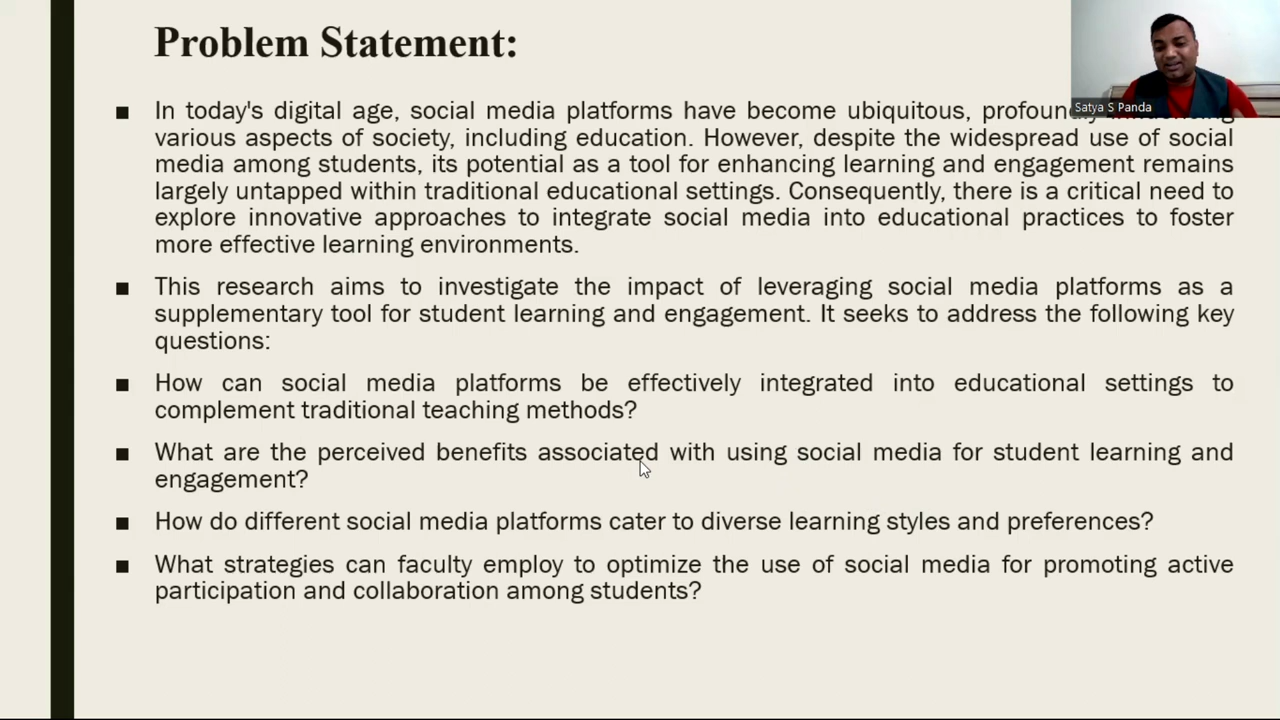 Problem Statement:
Satya S Panda
■ In today's digital age, social media platforms have become ubiquitous,
various aspects of society, including education. However, despite the widespread use of social
media among students, its potential as a tool for enhancing learning and engagement remains
largely untapped within traditional educational settings. Consequently, there is a critical need to
explore innovative approaches to integrate social media into educational practices to foster
more effective learning environments.
■ This research aims to investigate the impact of leveraging social media platforms as a
supplementary tool for student learning and engagement. It seeks to address the following key
questions:
■ How can social media platforms be effectively integrated into educational settings to
complement traditional teaching methods?
■ What are the perceived benefits associated with using social media for student learning and
engagement?
■ How do different social media platforms cater to diverse learning styles and preferences?
■ What strategies can faculty employ to optimize the use of social media for promoting active
participation and collaboration among students?